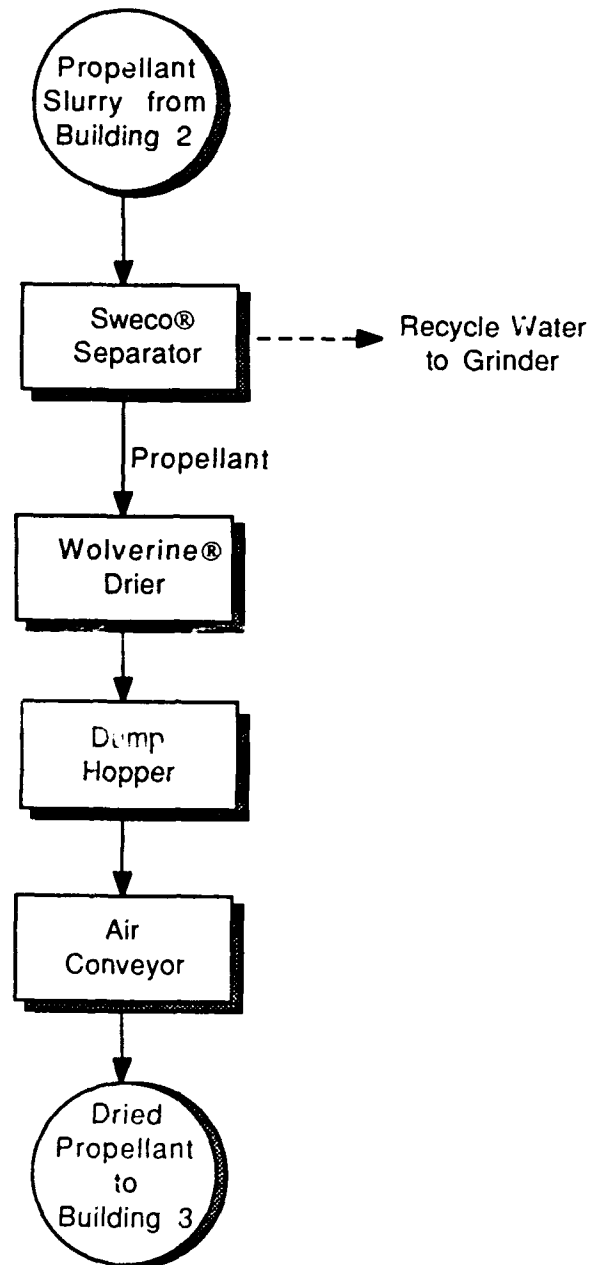 Propellant
Slurry from
Building 2
Sweco®
Separator
Recycle Water
to Grinder
Propellant
Wolverine®
Drier
Dump
Hopper
Air
Conveyor
Dried
Propellant
to
Building 3